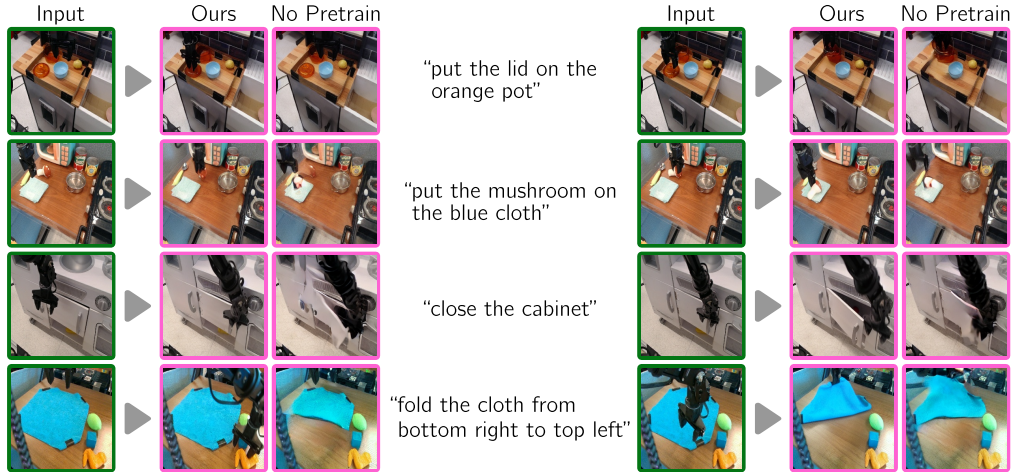 Input Ours No Pretrain Input Ours No Pretrain
“put the lid on the
orange pot”
“put the mushroom on
the blue cloth”
“close the cabinet”
“fold the cloth from
bottom right to top left”